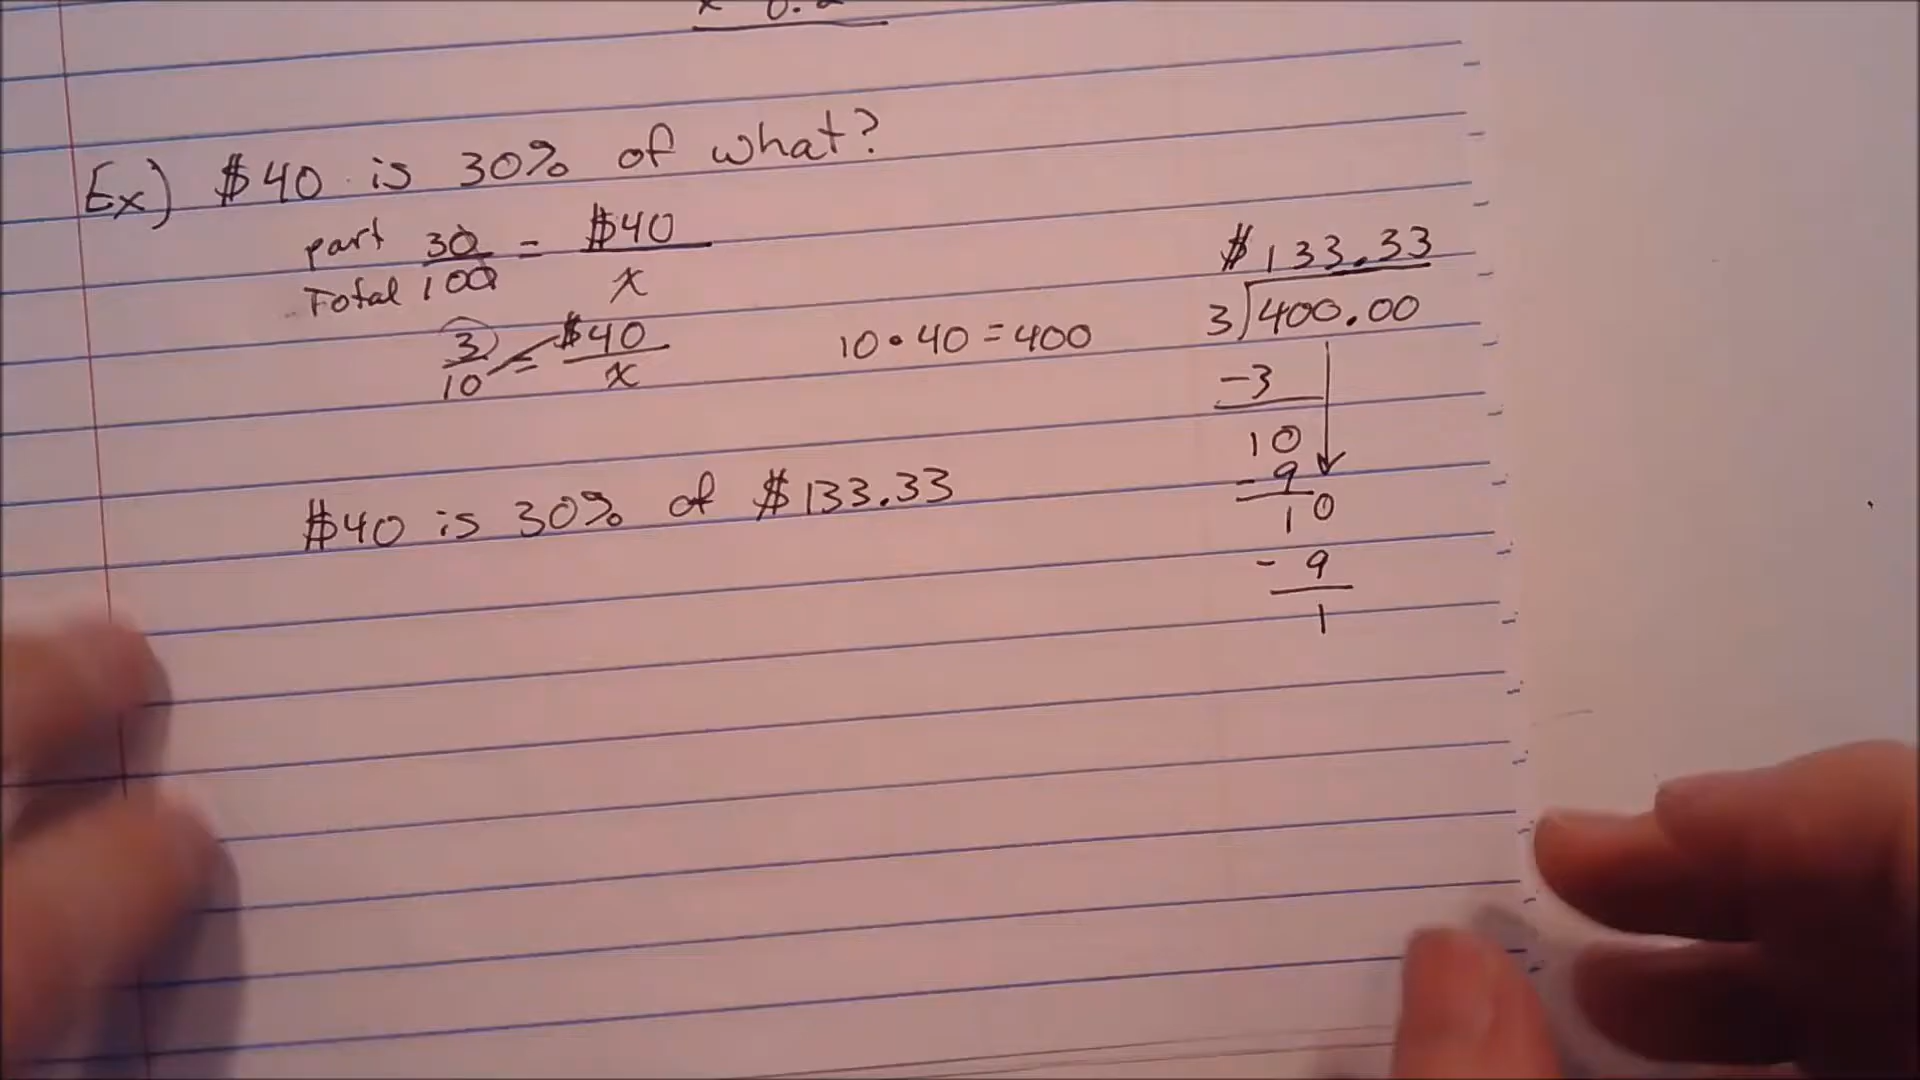 Ex) $40 is 30% of what?
part 30/100 = $40/x
Total
3/10 = $40/x
10 • 40 = 400
$133.33
3)400.00
-3
10
-9
10
-9
1
$40 is 30% of $133.33